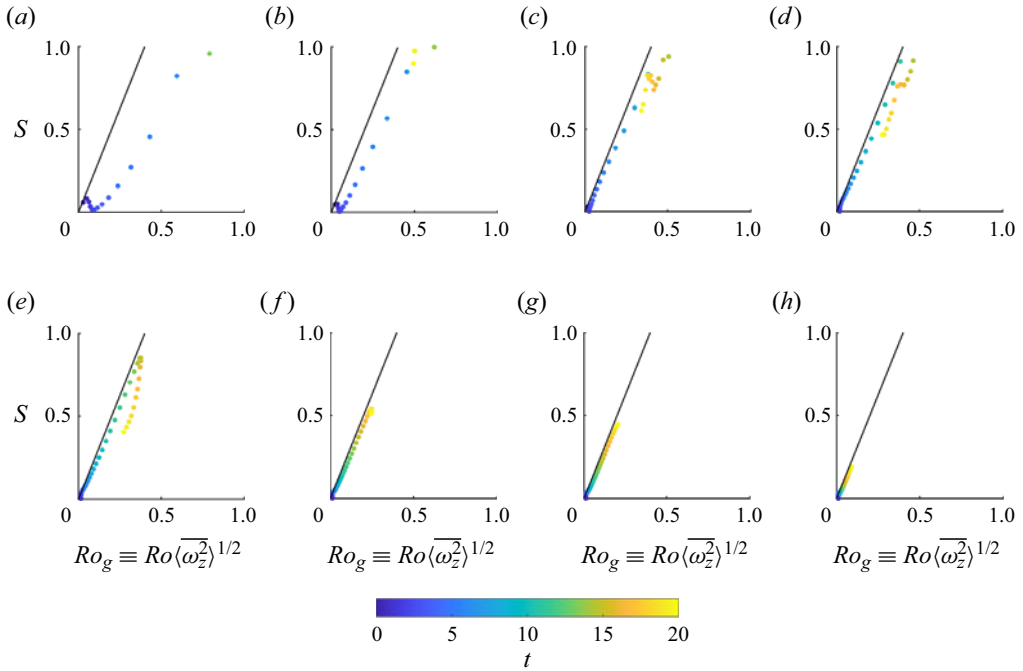 (a) (b) (c) (d)
1.0 1.0 1.0 1.0
S 0.5 0.5 0.5 0.5
0 0.5 1.0 0 0.5 1.0 0 0.5 1.0 0 0.5 1.0
(e) (f) (g) (h)
1.0 1.0 1.0 1.0
S 0.5 0.5 0.5 0.5
0 0.5 1.0 0 0.5 1.0 0 0.5 1.0 0 0.5 1.0
Ro_g ≡ Ro⟨\overline{ω_z^2}⟩^{1/2} Ro_g ≡ Ro⟨\overline{ω_z^2}⟩^{1/2} Ro_g ≡ Ro⟨\overline{ω_z^2}⟩^{1/2} Ro_g ≡ Ro⟨\overline{ω_z^2}⟩^{1/2}
0 5 10 15 20
t